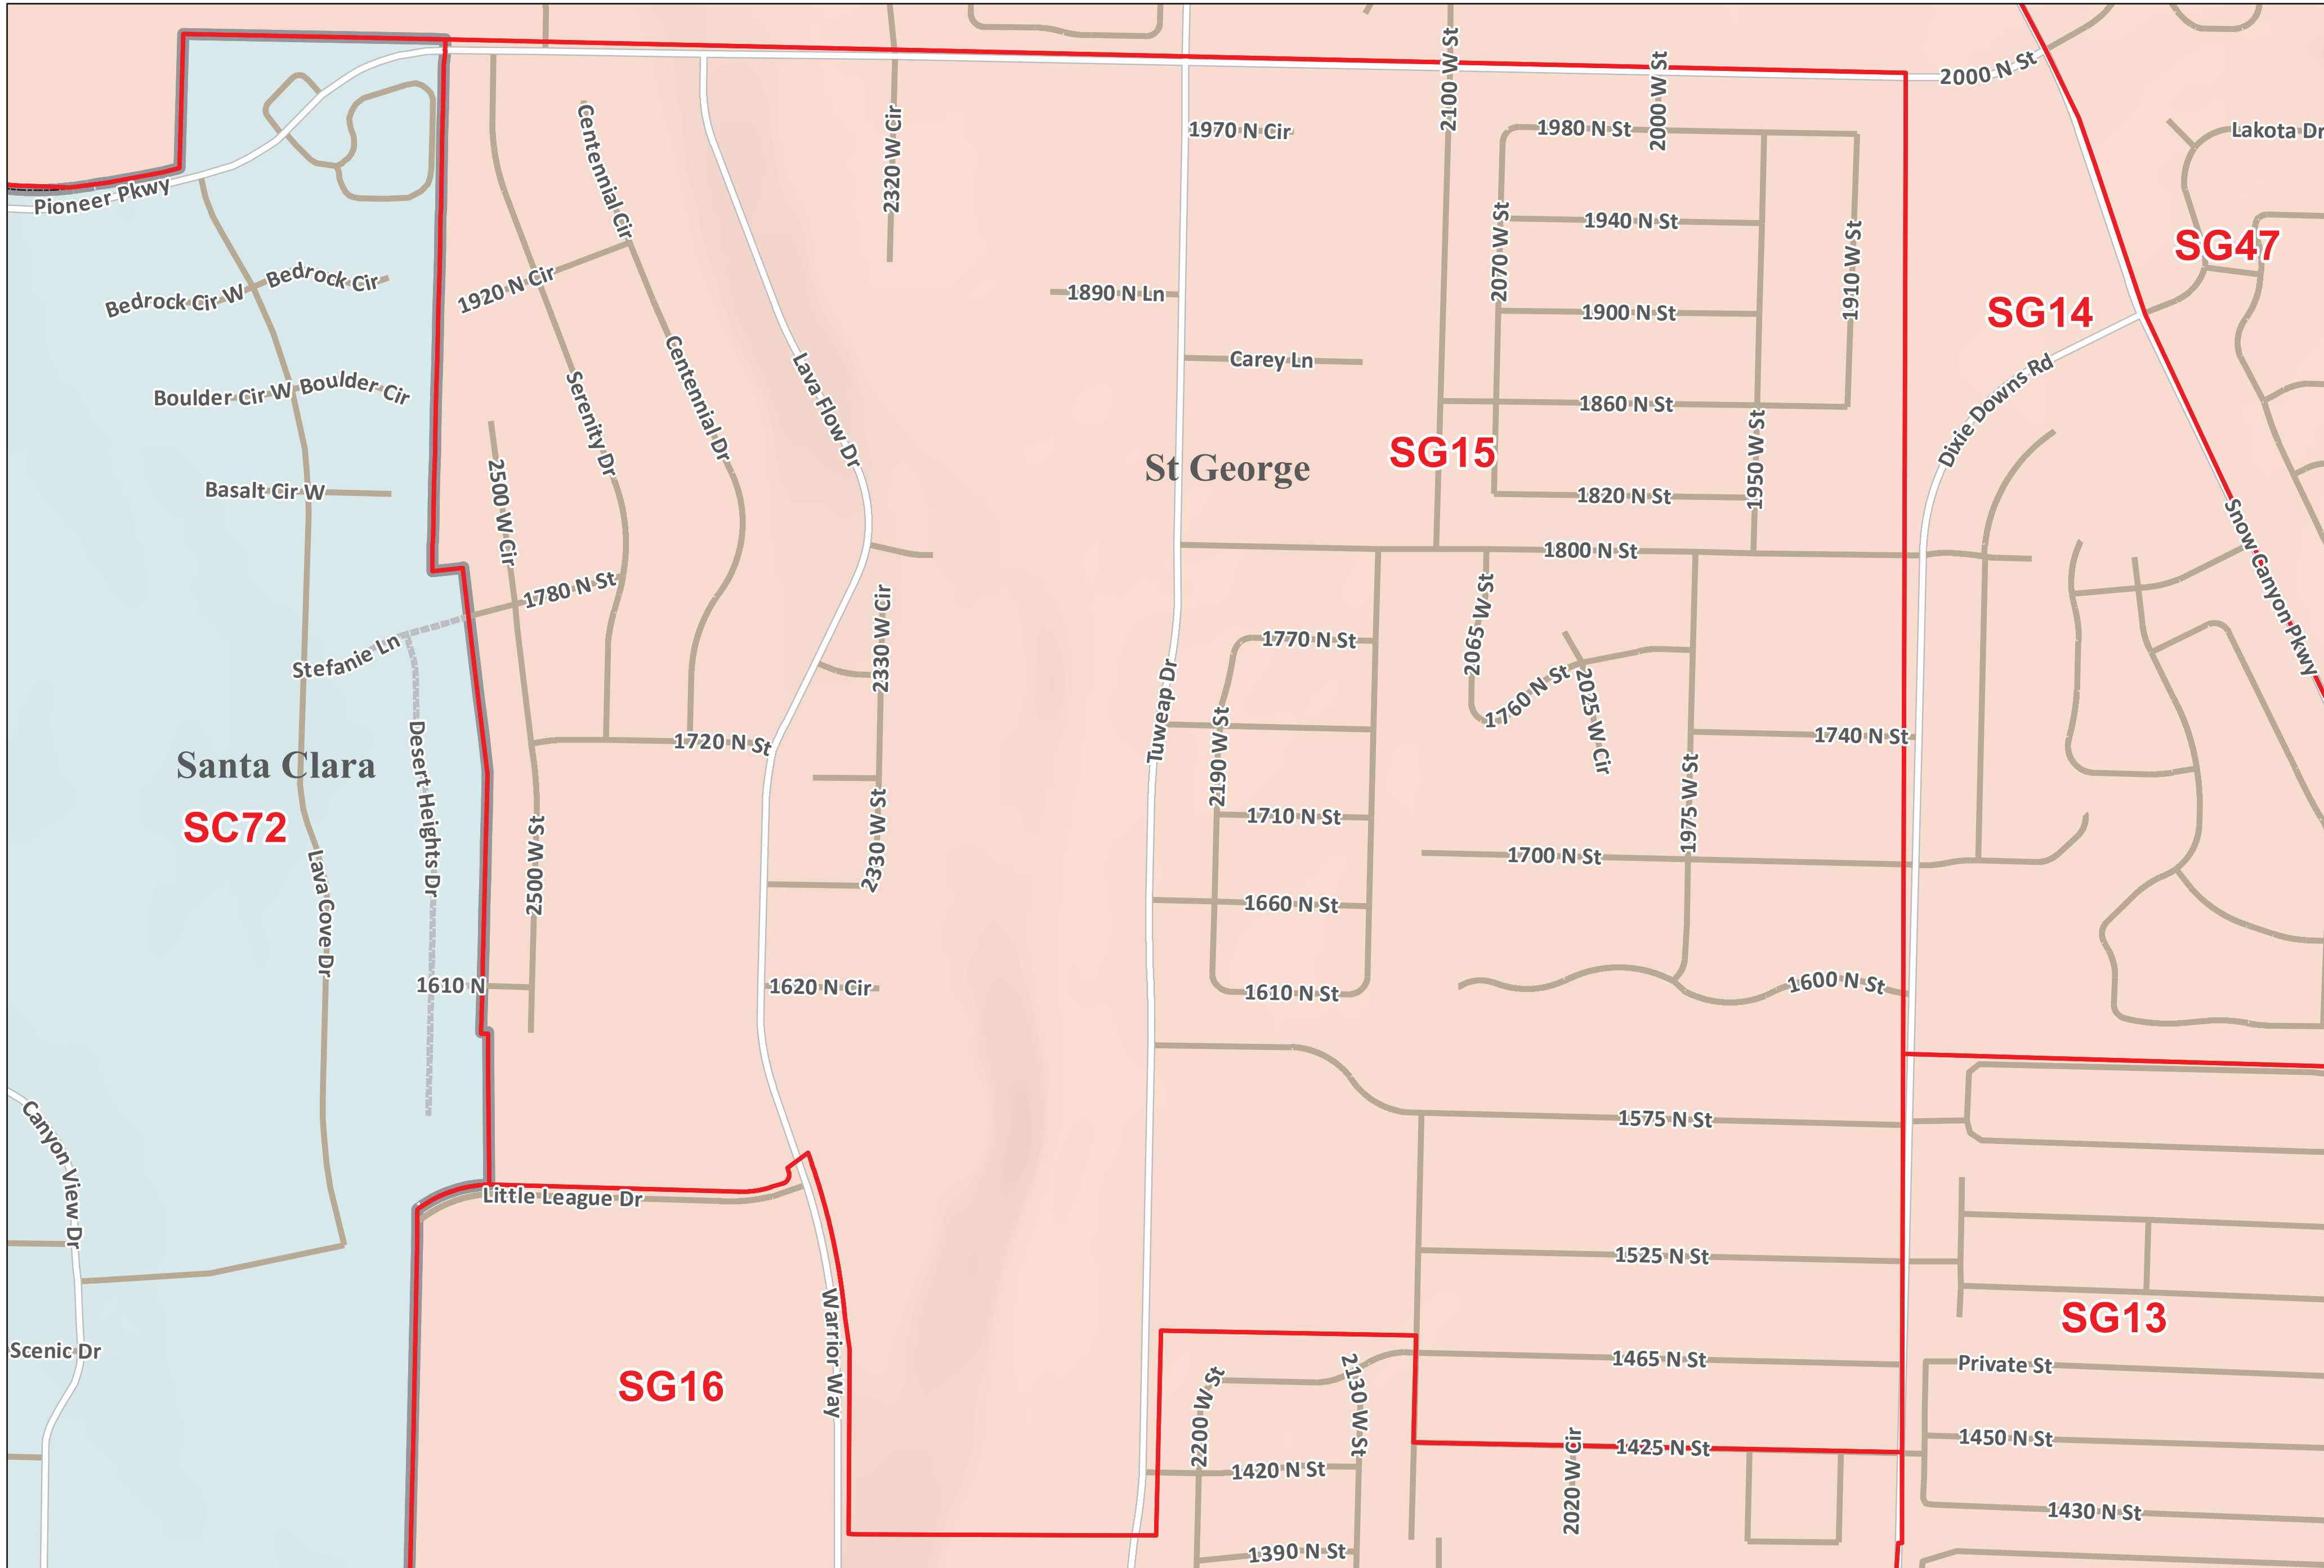 2000 N St
2100 W St
2000 W St
1970 N Cir
1980 N St
Lakota Dr
Centennial Cir
2320 W Cir
Pioneer Pkwy
1940 N St
2070 W St
1910 W St
SG47
Bedrock Cir W
Bedrock Cir
1920 N Cir
1890 N Ln
1900 N St
SG14
Carey Ln
Boulder Cir W
Boulder Cir
Serenity Dr
Centennial Dr
Lava Flow Dr
1860 N St
Dixie Downs Rd
SG15
St George
1950 W St
Basalt Cir W
2500 W Cir
1820 N St
1800 N St
Snow Canyon Pkwy
1780 N St
2330 W Cir
2065 W St
1770 N St
Stefanie Ln
1760 N St
2025 W Cir
Tuweap Dr
1720 N St
2190 W St
1740 N St
Santa Clara
SC72
Desert Heights Dr
2500 W St
2330 W St
1710 N St
1975 W St
1700 N St
Lava Cove Dr
1660 N St
1610 N
1620 N Cir
1610 N St
1600 N St
1575 N St
Canyon View Dr
Little League Dr
1525 N St
SG13
Warrior Way
Scenic Dr
SG16
1465 N St
Private St
2200 W St
2130 W St
1425 N St
2020 W Cir
1450 N St
1420 N St
1430 N St
1390 N St